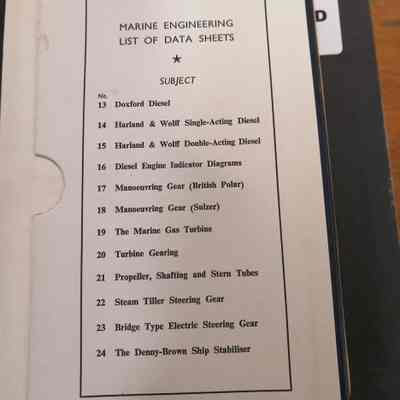 MARINE ENGINEERING
LIST OF DATA SHEETS
★
SUBJECT
No.
13 Doxford Diesel
14 Harland & Wolff Single-Acting Diesel
15 Harland & Wolff Double-Acting Diesel
16 Diesel Engine Indicator Diagrams
17 Manoeuvring Gear (British Polar)
18 Manoeuvring Gear (Sulzer)
19 The Marine Gas Turbine
20 Turbine Gearing
21 Propeller, Shafting and Stern Tubes
22 Steam Tiller Steering Gear
23 Bridge Type Electric Steering Gear
24 The Denny-Brown Ship Stabiliser
D